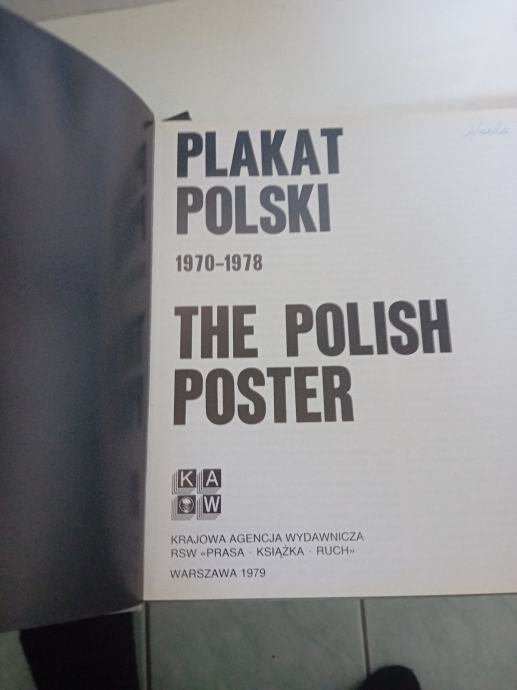 PLAKAT
POLSKI
1970–1978
THE POLISH
POSTER
K A
W
KRAJOWA AGENCJA WYDAWNICZA
RSW «PRASA · KSIĄŻKA · RUCH»
WARSZAWA 1979